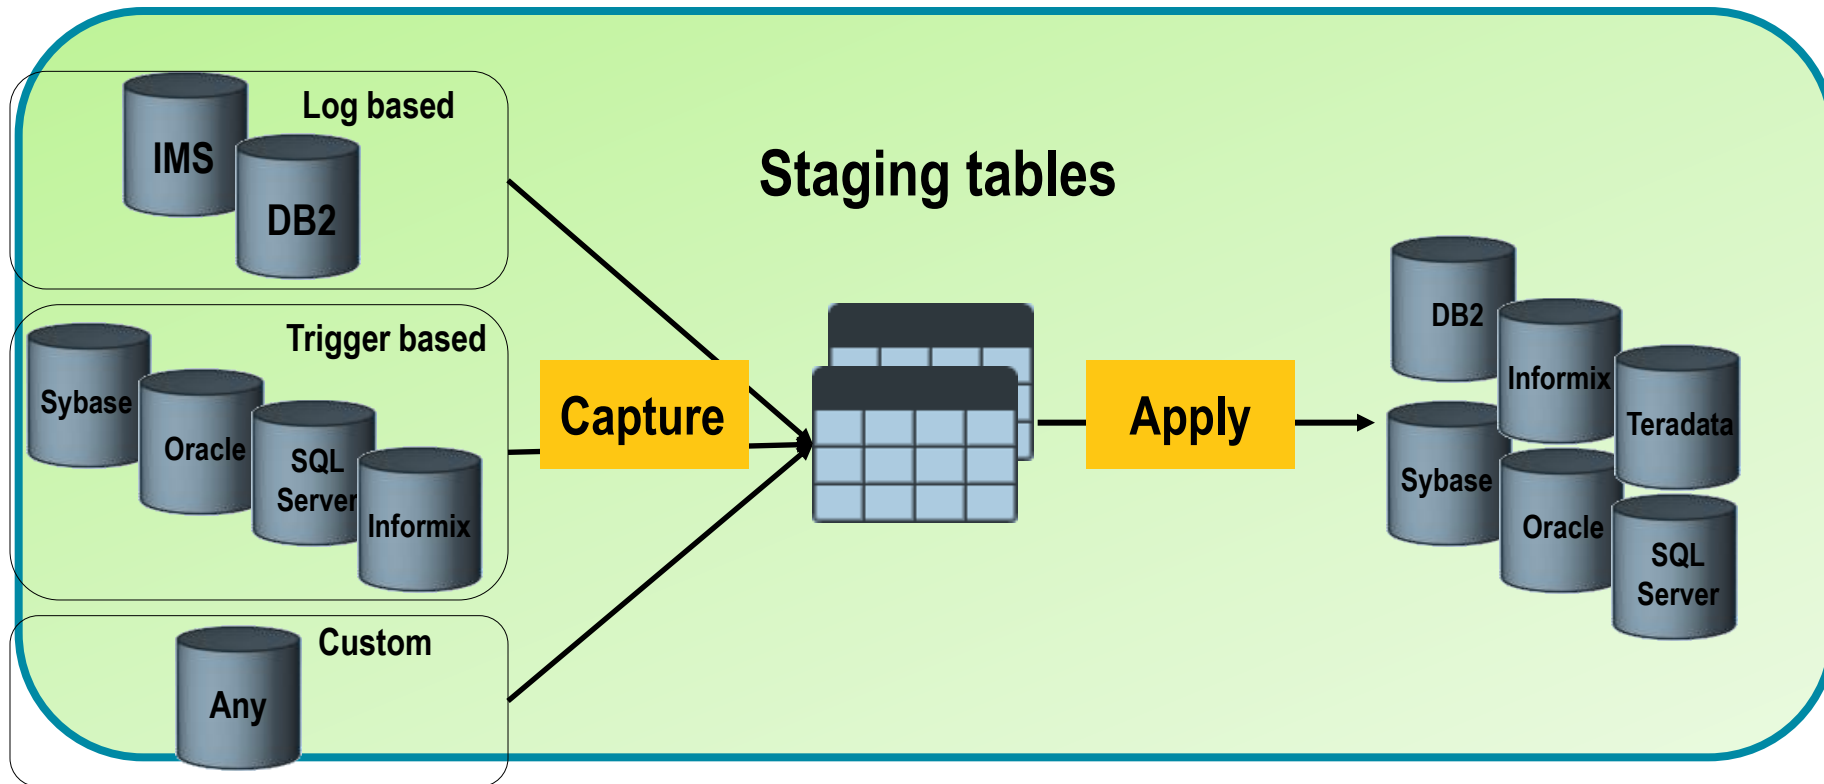 Log based
IMS
DB2
Staging tables
Trigger based
Sybase
Oracle
SQL
Server
Informix
Capture
Custom
Any
Apply
DB2
Informix
Teradata
Sybase
Oracle
SQL
Server